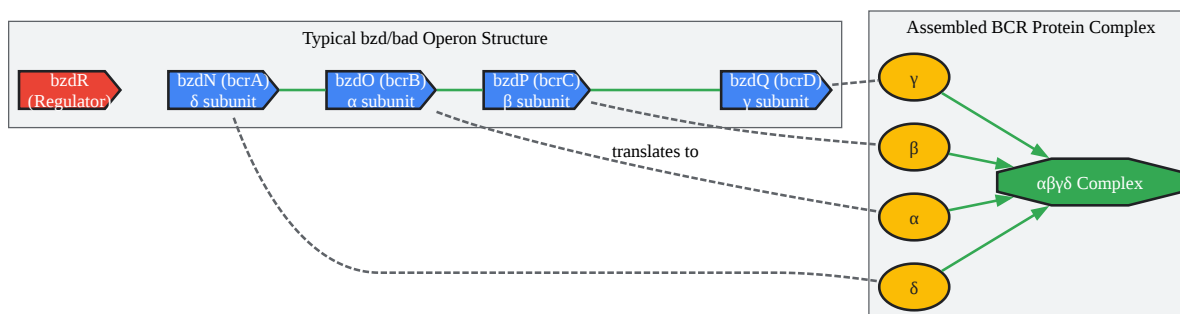 Typical bzd/bad Operon Structure
bzdR
(Regulator)
bzdN (bcrA)
δ subunit
bzdO (bcrB)
α subunit
bzdP (bcrC)
β subunit
bzdQ (bcrD)
γ subunit
translates to
Assembled BCR Protein Complex
γ
β
α
δ
αβγδ Complex